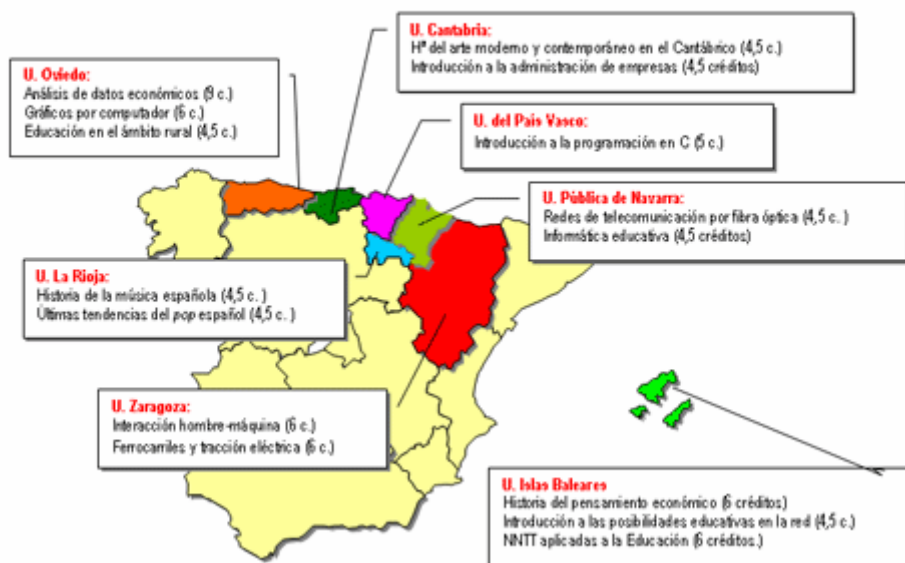 U. Cantabria:
Hª del arte moderno y contemporáneo en el Cantábrico (4,5 c.)
Introducción a la administración de empresas (4,5 créditos)
U. Oviedo:
Análisis de datos económicos (9 c.)
Gráficos por computador (6 c.)
Educación en el ámbito rural (4,5 c.)
U. del País Vasco:
Introducción a la programación en C (5 c.)
U. Pública de Navarra:
Redes de telecomunicación por fibra óptica (4,5 c. )
Informática educativa (4,5 créditos)
U. La Rioja:
Historia de la música española (4,5 c. )
Últimas tendencias del pop español (4,5 c. )
U. Zaragoza:
Interacción hombre-máquina (6 c.)
Ferrocarriles y tracción eléctrica (6 c.)
U. Islas Baleares
Historia del pensamiento económico (6 créditos)
Introducción a las posibilidades educativas en la red (4,5 c.)
NNTT aplicadas a la Educación (6 créditos.)